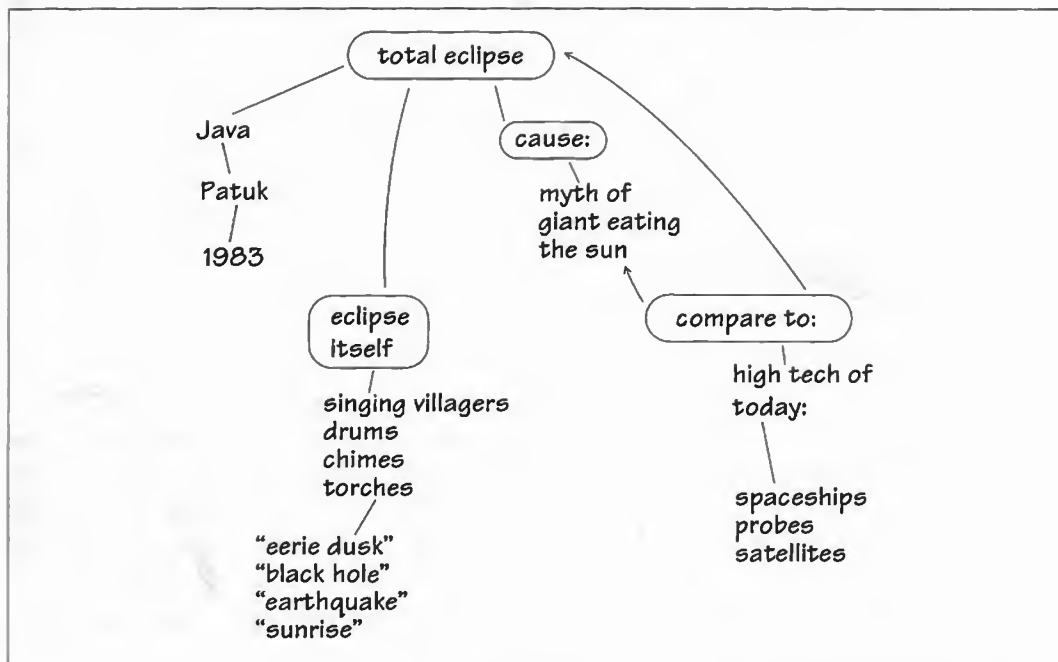 total eclipse
Java
Patuk
1983
cause:
myth of
giant eating
the sun
eclipse
itself
singing villagers
drums
chimes
torches
“eerie dusk”
“black hole”
“earthquake”
“sunrise”
compare to:
high tech of
today:
spaceships
probes
satellites